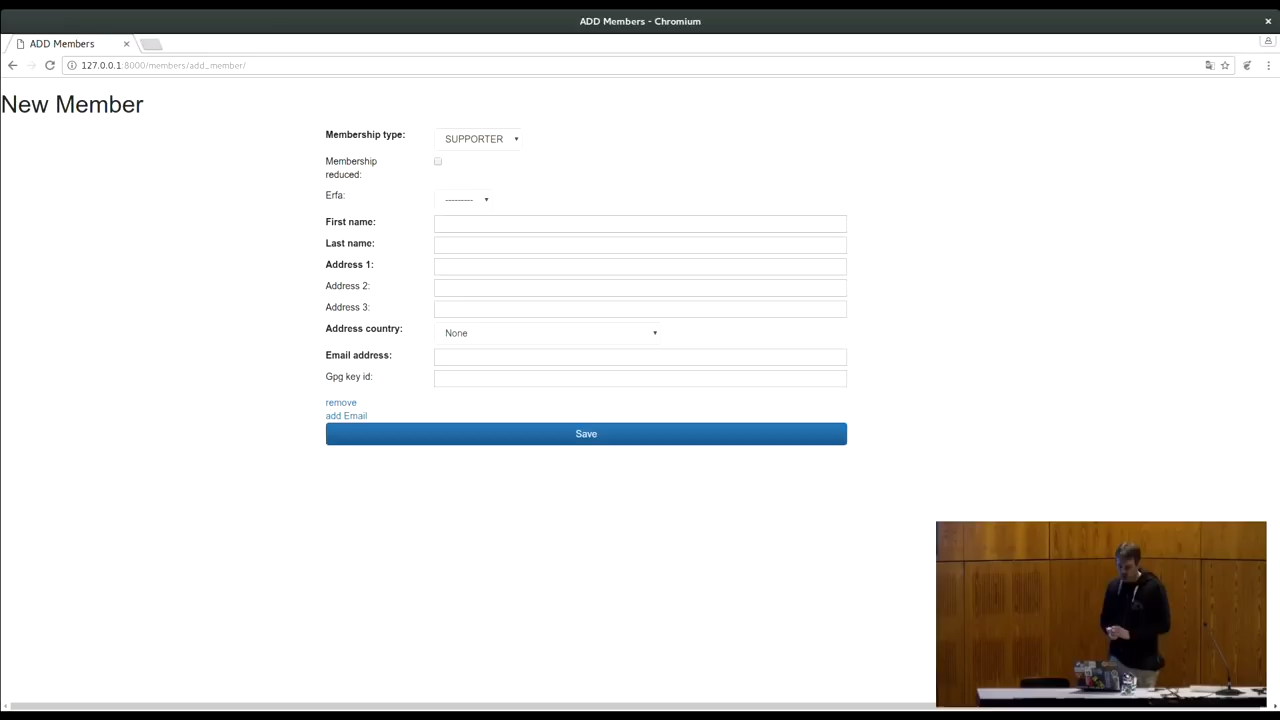 ADD Members - Chromium
ADD Members
127.0.0.1:8000/members/add_member/
New Member
Membership type:
SUPPORTER
Membership
reduced:
Erfa:
---------
First name:
Last name:
Address 1:
Address 2:
Address 3:
Address country:
None
Email address:
Gpg key id:
remove
add Email
Save